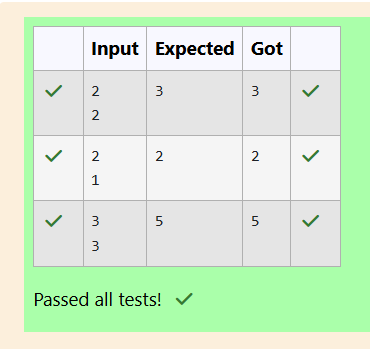 Input Expected Got
2 3 3
2
2 2 2
1
3 5 5
3
Passed all tests!